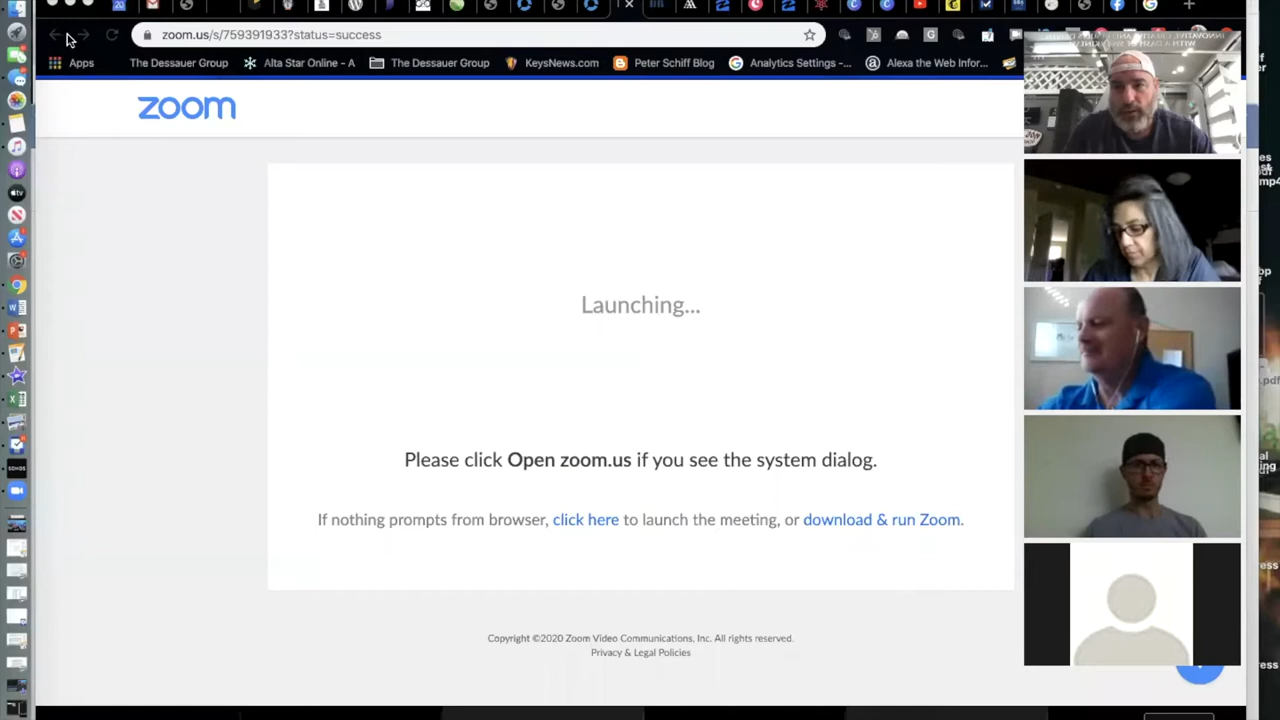 zoom.us/s/759391933?status=success
Apps
The Dessauer Group
Alta Star Online - A
The Dessauer Group
KeysNews.com
Peter Schiff Blog
Analytics Settings -...
Alexa the Web Infor...
zoom
Launching...
Please click Open zoom.us if you see the system dialog.
If nothing prompts from browser, click here to launch the meeting, or download & run Zoom.
Copyright ©2020 Zoom Video Communications, Inc. All rights reserved.
Privacy & Legal Policies